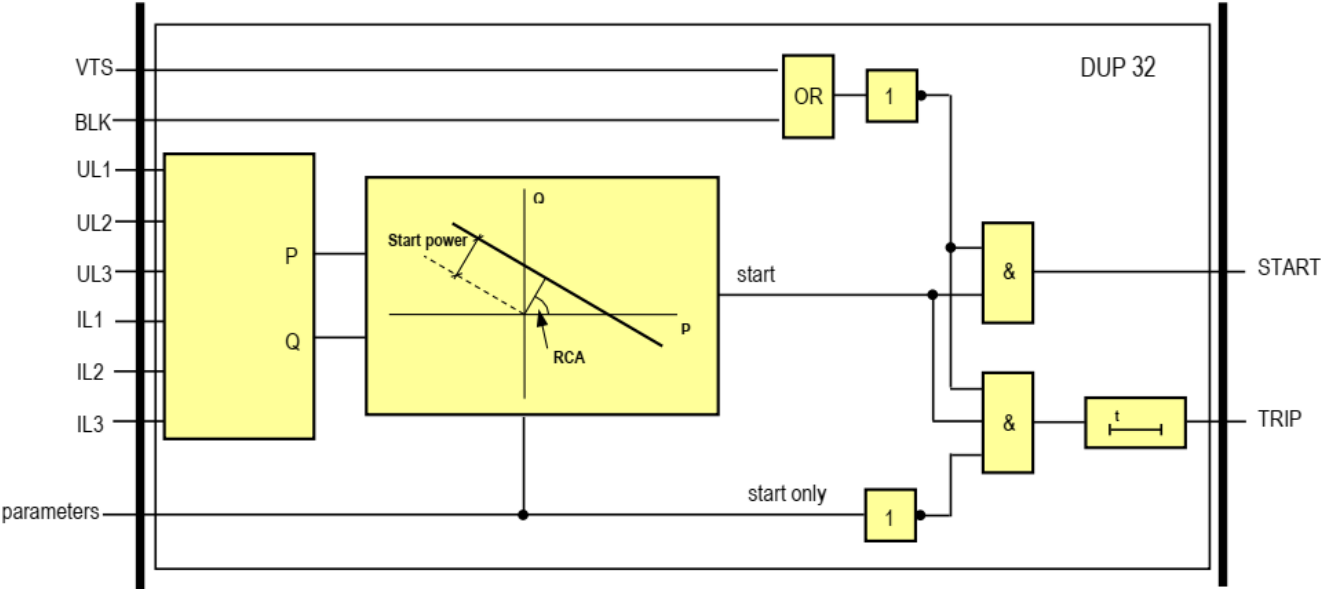 VTS
OR
1
DUP 32
BLK
UL1
UL2
UL3
IL1
IL2
IL3
P
Q
Q
Start power
P
RCA
start
&
START
&
t
TRIP
parameters
start only
1